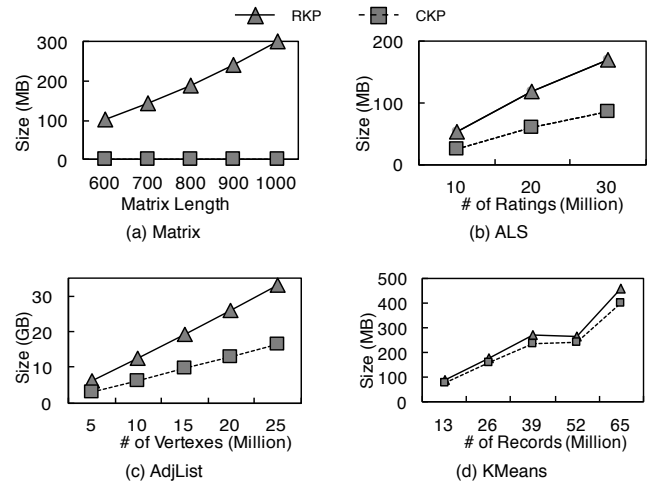 RKP CKP
300
200
100
0
Size (MB)
600 700 800 900 1000
Matrix Length
(a) Matrix
200
100
0
Size (MB)
10 20 30
# of Ratings (Million)
(b) ALS
30
20
10
0
Size (GB)
5 10 15 20 25
# of Vertexes (Million)
(c) AdjList
500
400
300
200
100
0
Size (MB)
13 26 39 52 65
# of Records (Million)
(d) KMeans